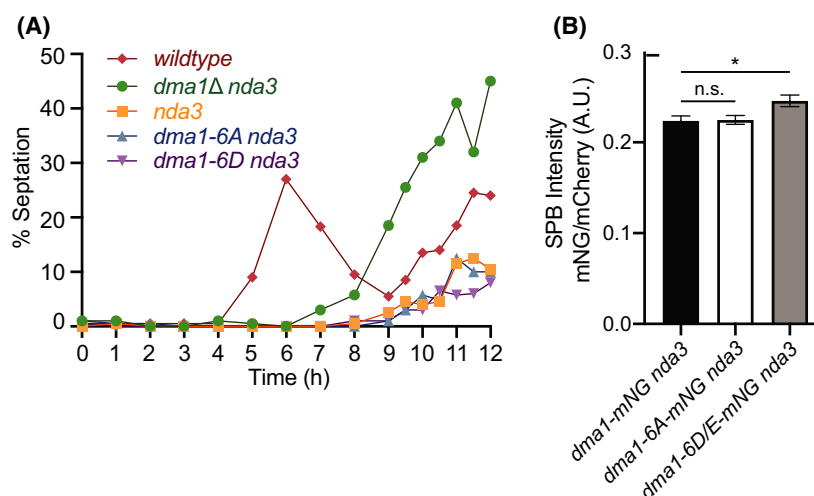 (A)
% Septation
50
40
30
20
10
0
wildtype
dma1Δ nda3
nda3
dma1-6A nda3
dma1-6D nda3
0 1 2 3 4 5 6 7 8 9 10 11 12
Time (h)
(B)
SPB Intensity
mNG/mCherry (A.U.)
0.3
0.2
0.1
0.0
*
n.s.
dma1-mNG nda3
dma1-6A-mNG nda3
dma1-6D/E-mNG nda3